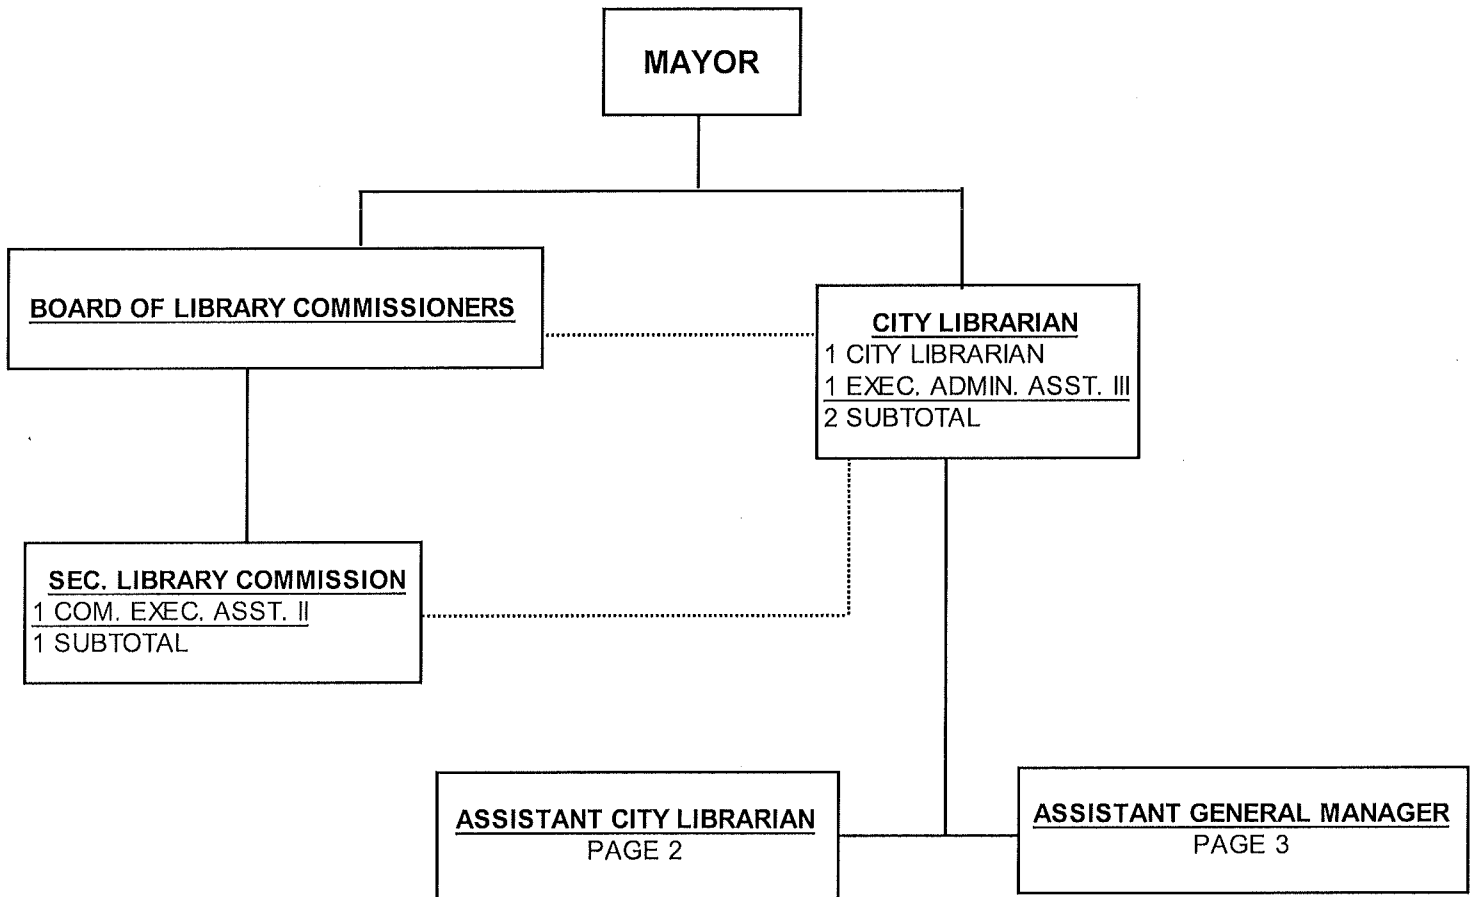 MAYOR
BOARD OF LIBRARY COMMISSIONERS
CITY LIBRARIAN
1 CITY LIBRARIAN
1 EXEC. ADMIN. ASST. III
2 SUBTOTAL
SEC. LIBRARY COMMISSION
1 COM. EXEC. ASST. II
1 SUBTOTAL
ASSISTANT CITY LIBRARIAN
PAGE 2
ASSISTANT GENERAL MANAGER
PAGE 3